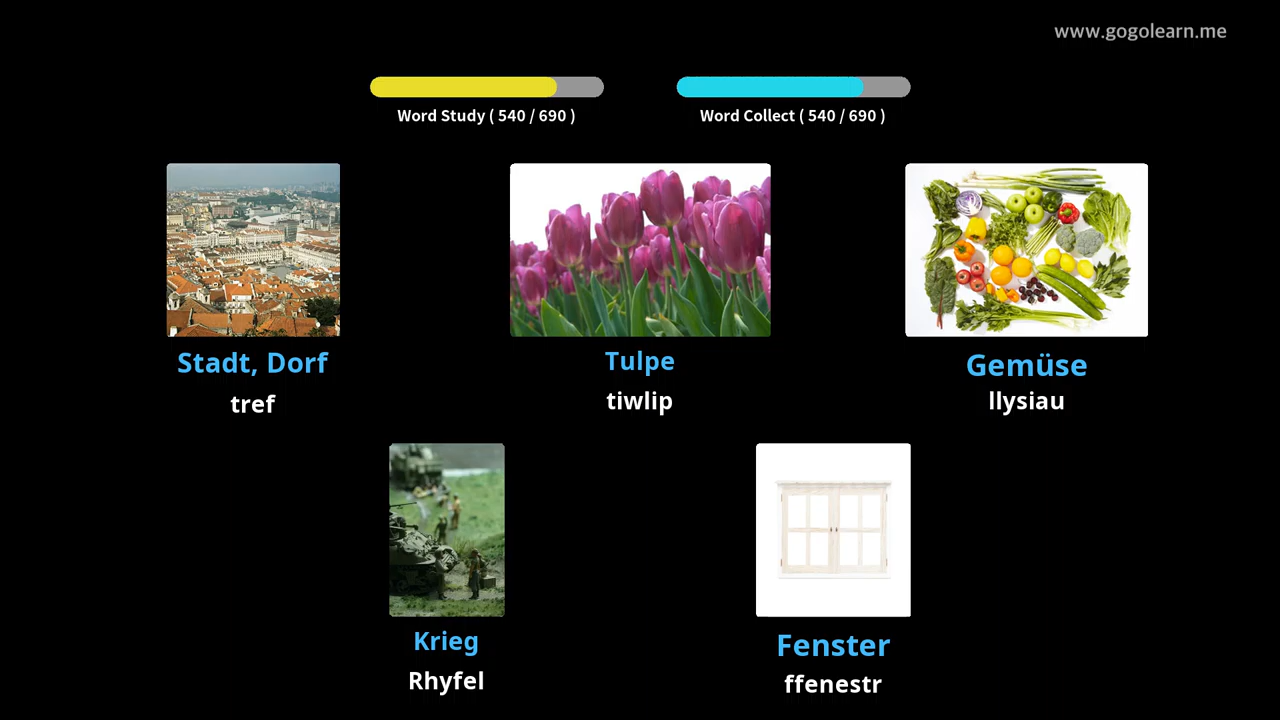 www.gogolearn.me
Word Study ( 540 / 690 )
Word Collect ( 540 / 690 )
Stadt, Dorf
tref
Tulpe
tiwlip
Gemüse
llysiau
Krieg
Rhyfel
Fenster
ffenestr